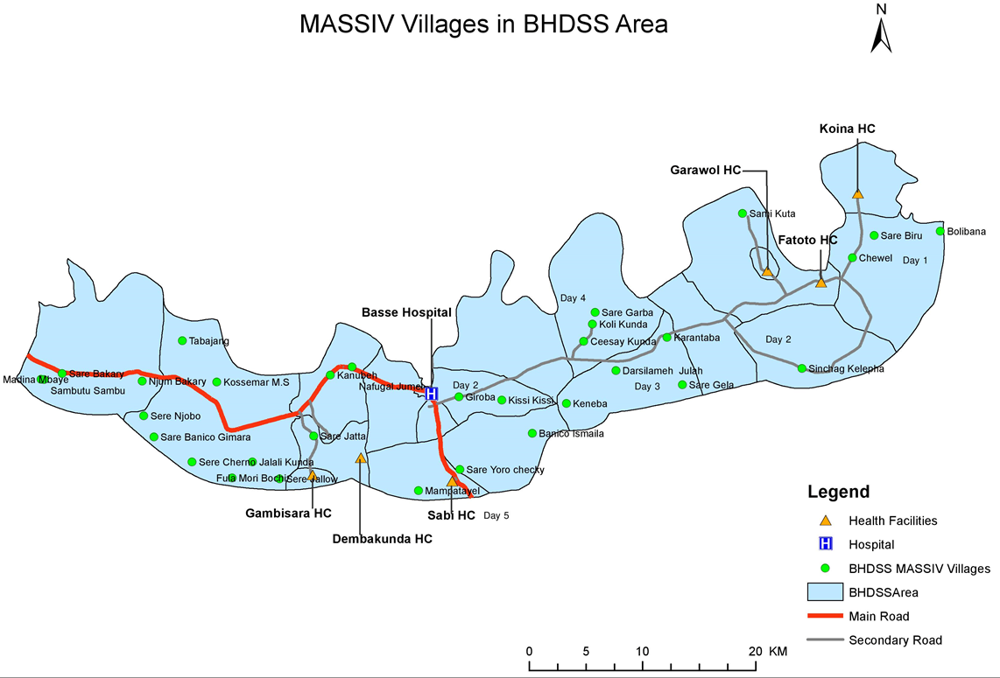 MASSIV Villages in BHDSS Area
N
Koina HC
Garawol HC
Sami Kuta
Fatoto HC
Bolibana
Sare Biru
Chewel
Day 1
Day 4
Basse Hospital
Sare Garba
Koli Kunda
Karantaba
Day 2
Tabajang
Ceesay Kunda
Sinchag Kelepha
Darsilameh Julah
Sare Bakary
Madina Mbaye
Kanubeh
Njum Bakary
Kossemar M.S
Nafugal Jumeh
H
Day 2
Day 3
Sare Gela
Sambutu Sambu
Giroba
Kissi Kissi
Keneba
Sere Njobo
Sare Banico Gimara
Sare Jatta
Banico Ismaila
Sere Cherno
Jalali Kunda
Sare Yoro checky
Fula Mori Bochi
Sere Jallow
Mampatayel
Gambisara HC
Sabi HC
Day 5
Dembakunda HC
Legend
Health Facilities
H
Hospital
BHDSS MASSIV Villages
BHDSSArea
Main Road
Secondary Road
0 5 10 20 KM